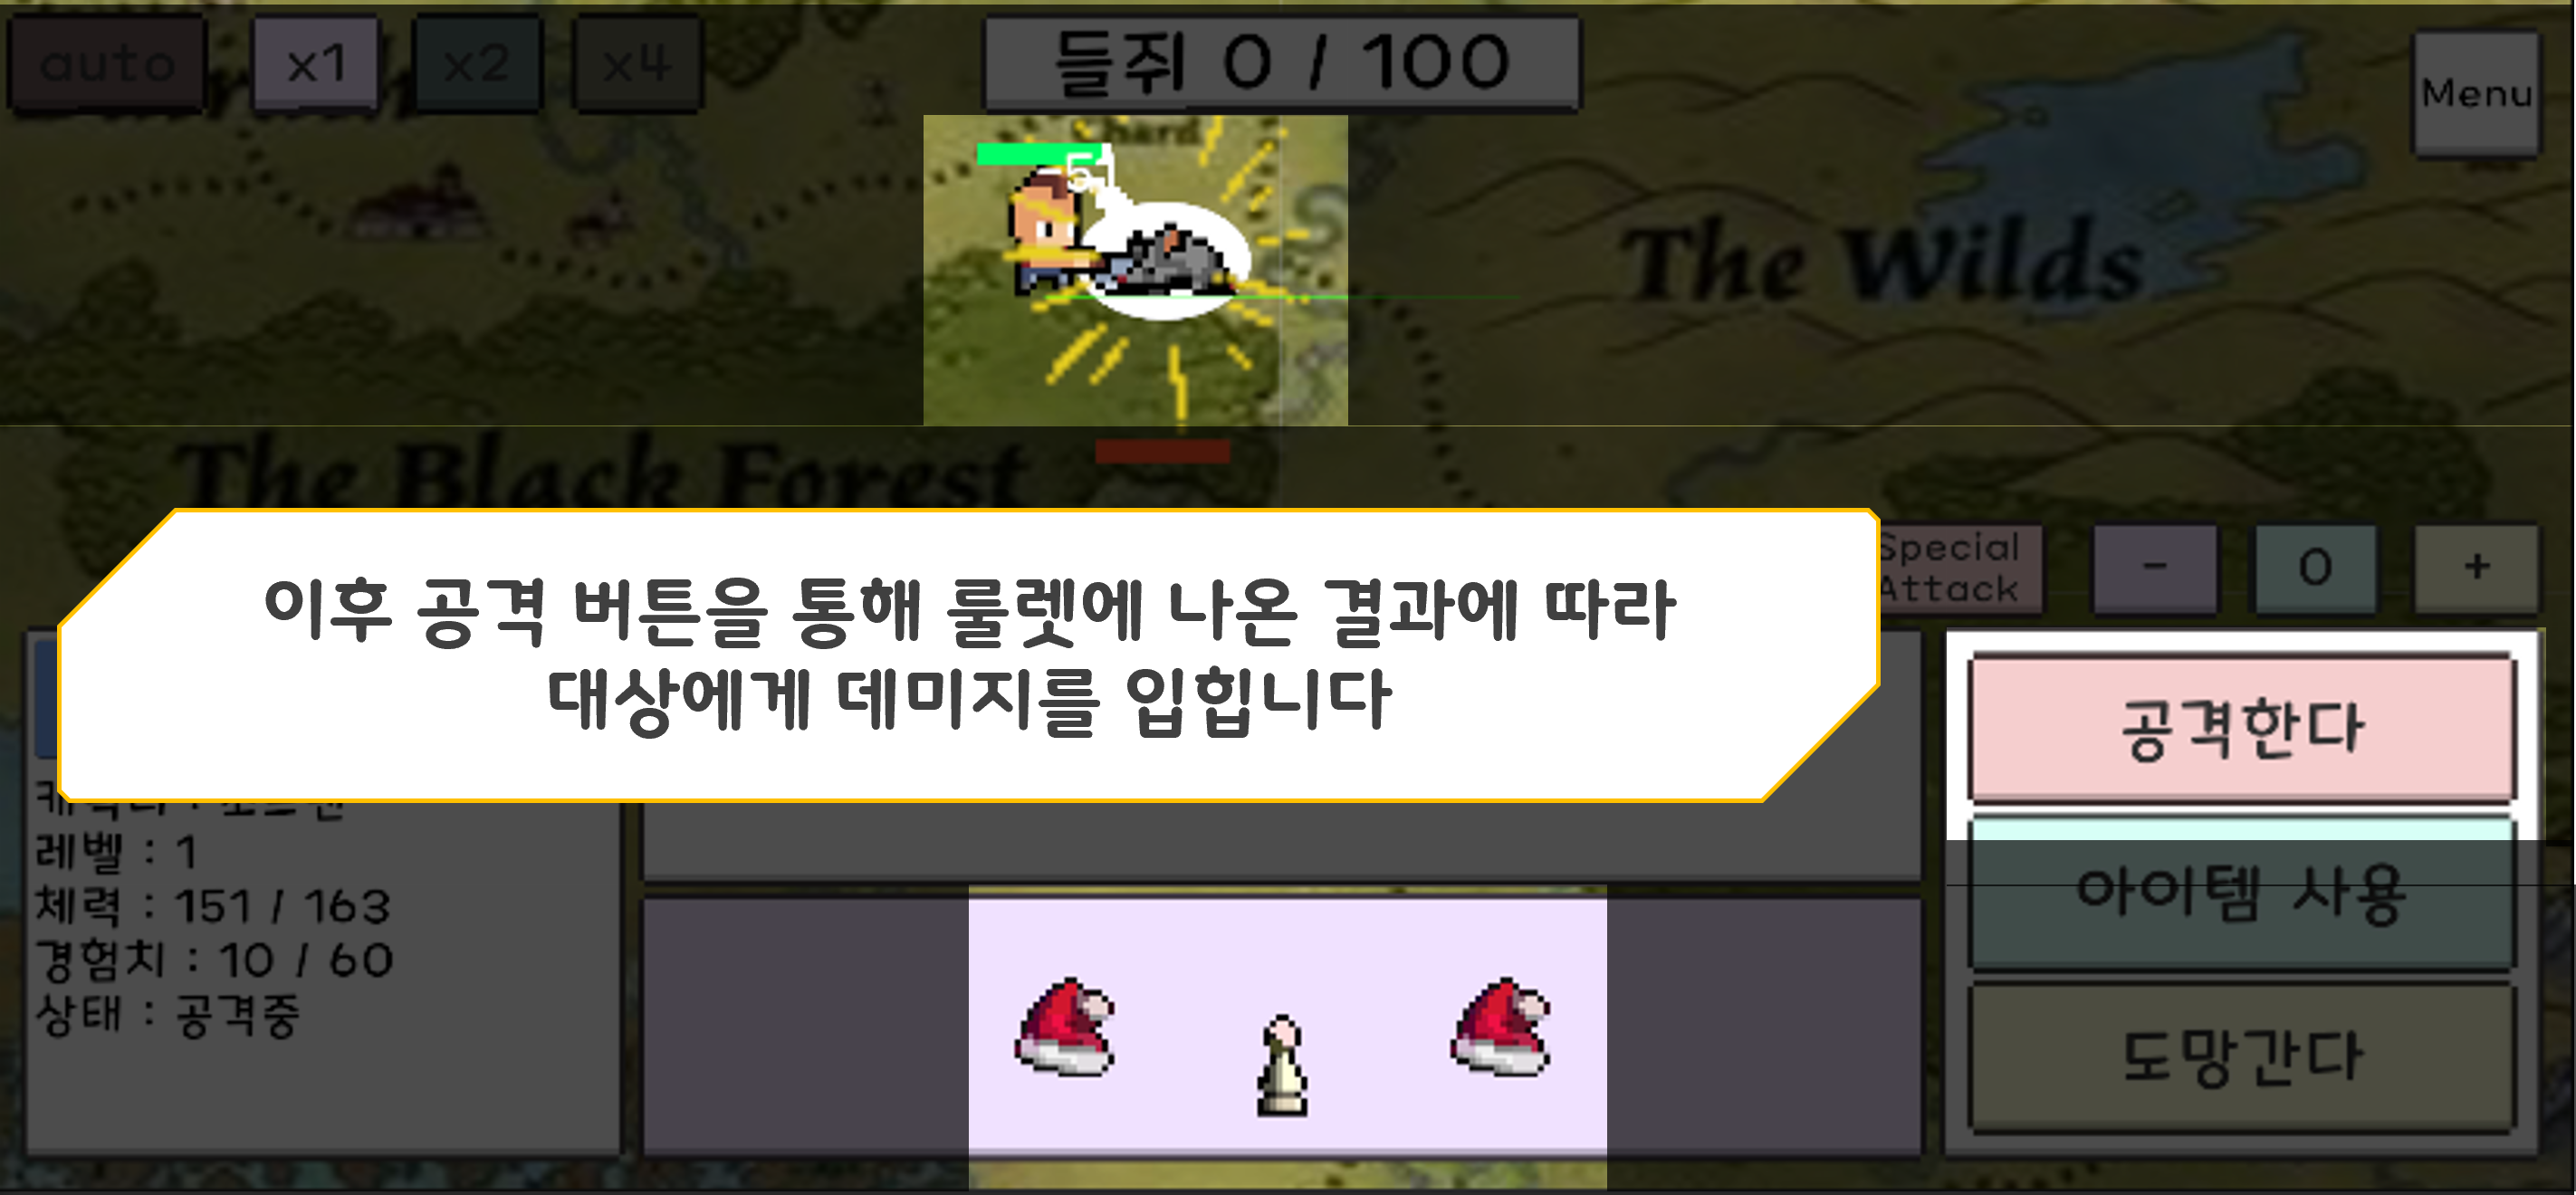 auto
x1
x2
x4
들쥐 0 / 100
Menu
hard
The Wilds
The Black Forest
Special
Attack
-
0
+
이후 공격 버튼을 통해 룰렛에 나온 결과에 따라
대상에게 데미지를 입힙니다
레벨 : 1
체력 : 151 / 163
경험치 : 10 / 60
상태 : 공격중
공격한다
아이템 사용
도망간다